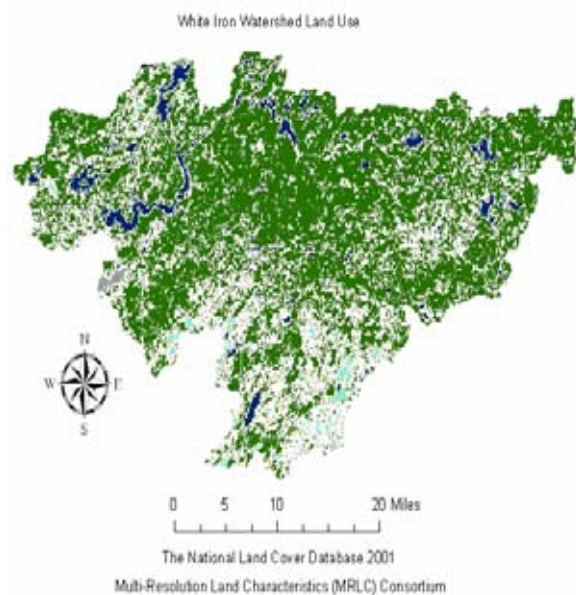 White Iron Watershed Land Use
N
W E
S
0 5 10 20 Miles
The National Land Cover Database 2001
Multi-Resolution Land Characteristics (MRLC) Consortium